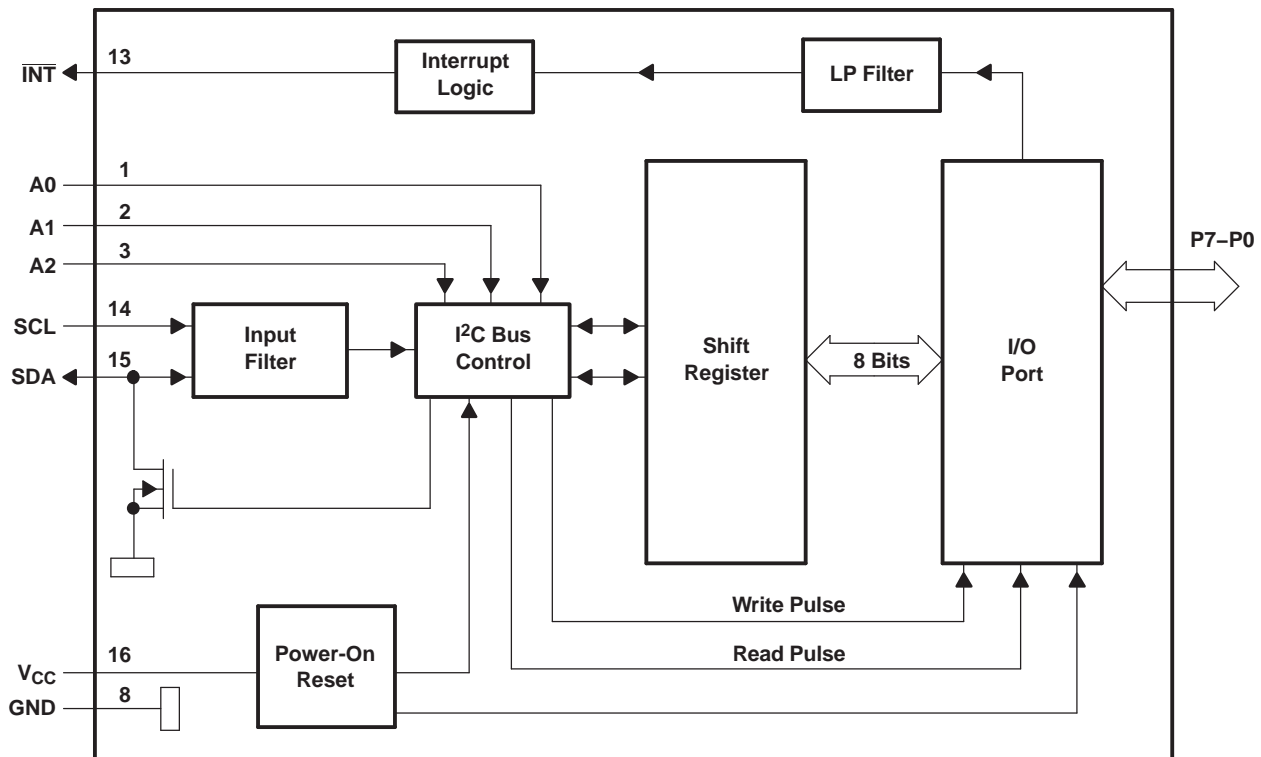 INT
13
Interrupt
Logic
LP Filter
A0
1
A1
2
A2
3
SCL
14
SDA
15
Input
Filter
I²C Bus
Control
Shift
Register
8 Bits
I/O
Port
P7–P0
Write Pulse
Read Pulse
VCC
16
GND
8
Power-On
Reset